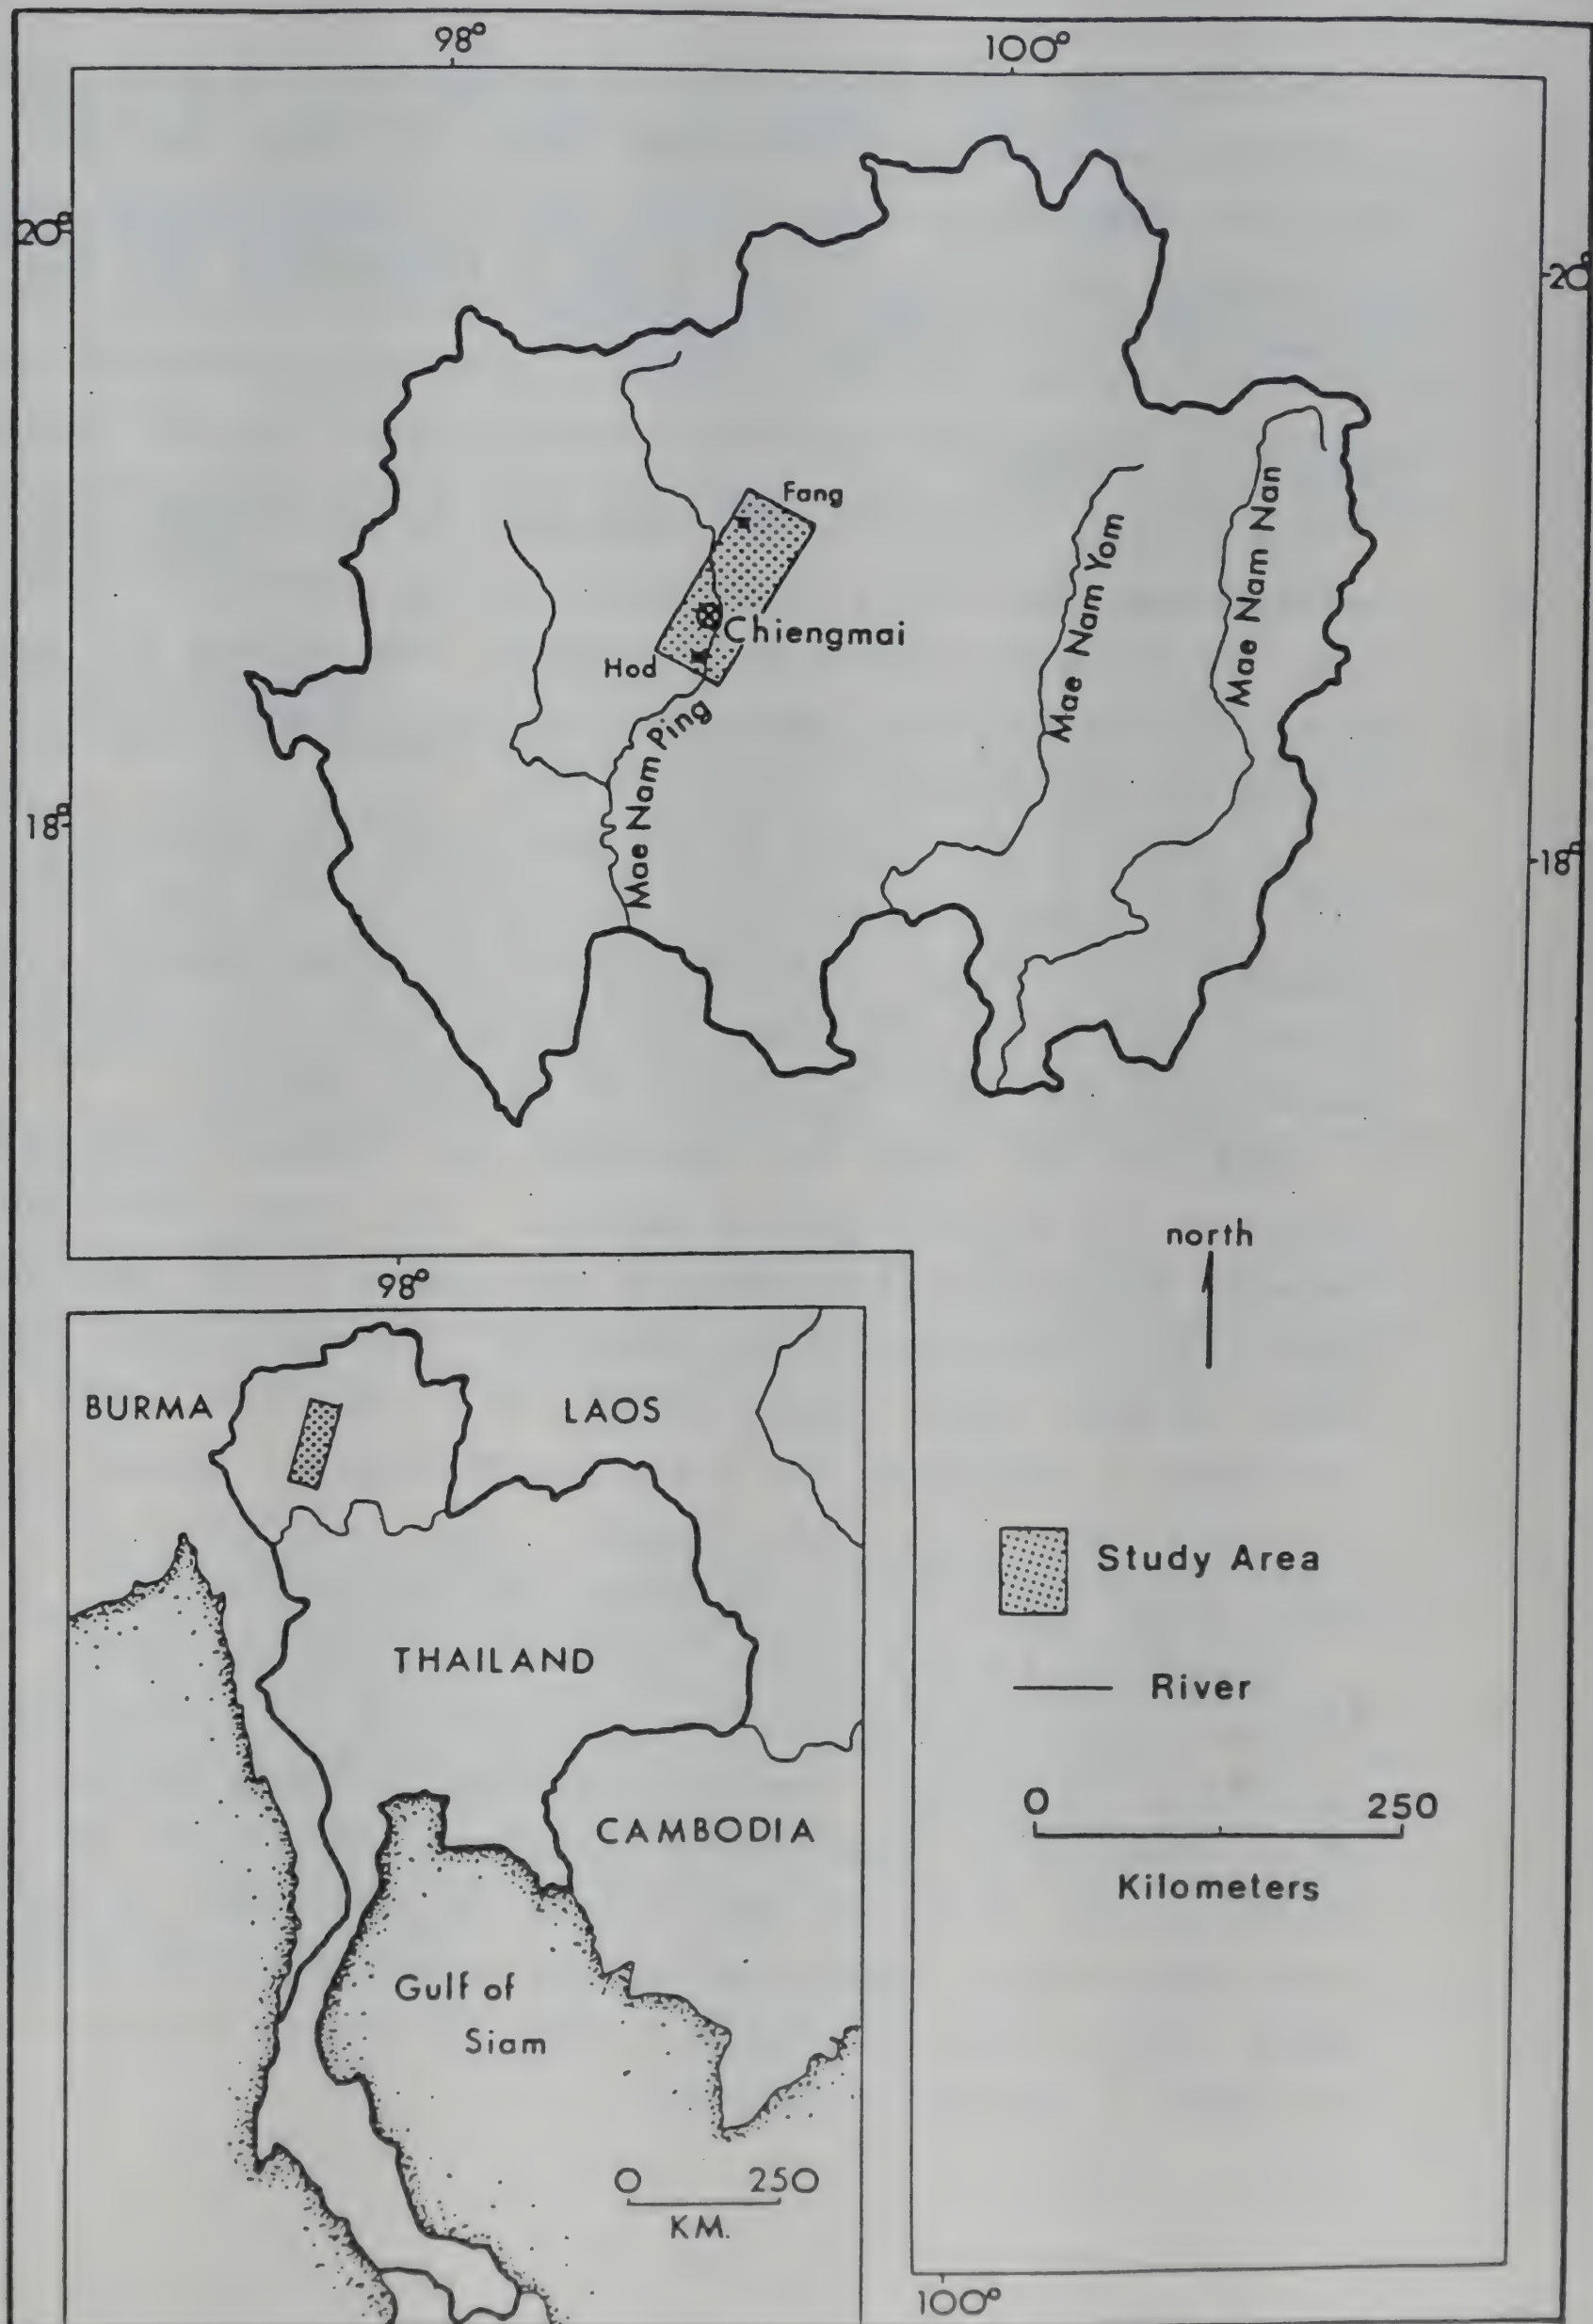 98°
100°
20°
20°
Fang
Chiengmai
Hod
Mae Nam Ping
Mae Nam Yom
Mae Nam Nan
18°
18°
north
98°
BURMA
LAOS
THAILAND
CAMBODIA
Gulf of
Siam
0 250
KM.
Study Area
River
0 250
Kilometers
100°